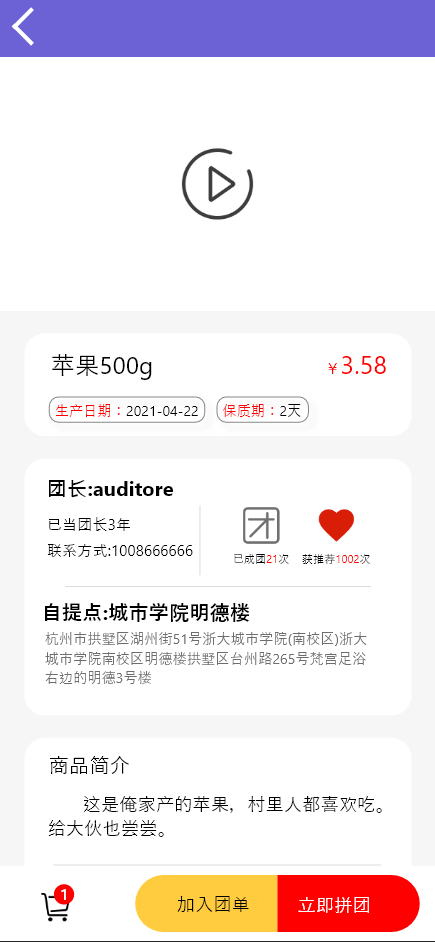 苹果500g ￥3.58
生产日期：2021-04-22 保质期：2天
团长:auditore
已当团长3年
联系方式:1008666666
团
已成团21次 获推荐1002次
自提点:城市学院明德楼
杭州市拱墅区湖州街51号浙大城市学院(南校区)浙大
城市学院南校区明德楼拱墅区台州路265号梵宫足浴
右边的明德3号楼
商品简介
这是俺家产的苹果，村里人都喜欢吃。
给大伙也尝尝。
1
加入团单 立即拼团